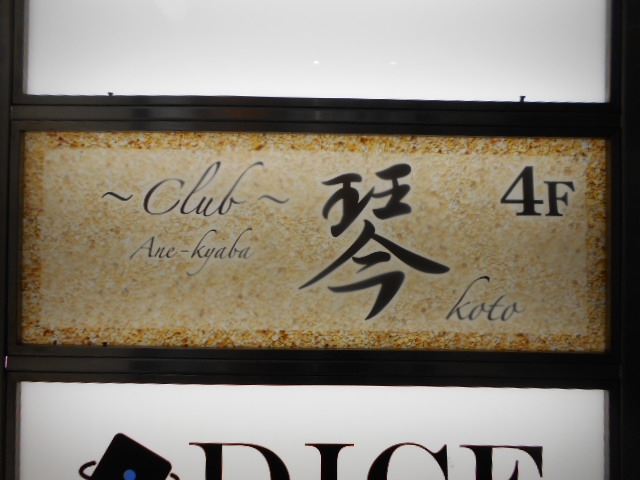 ~Club~
Ane-kyaba
琴
koto
4F
DICE